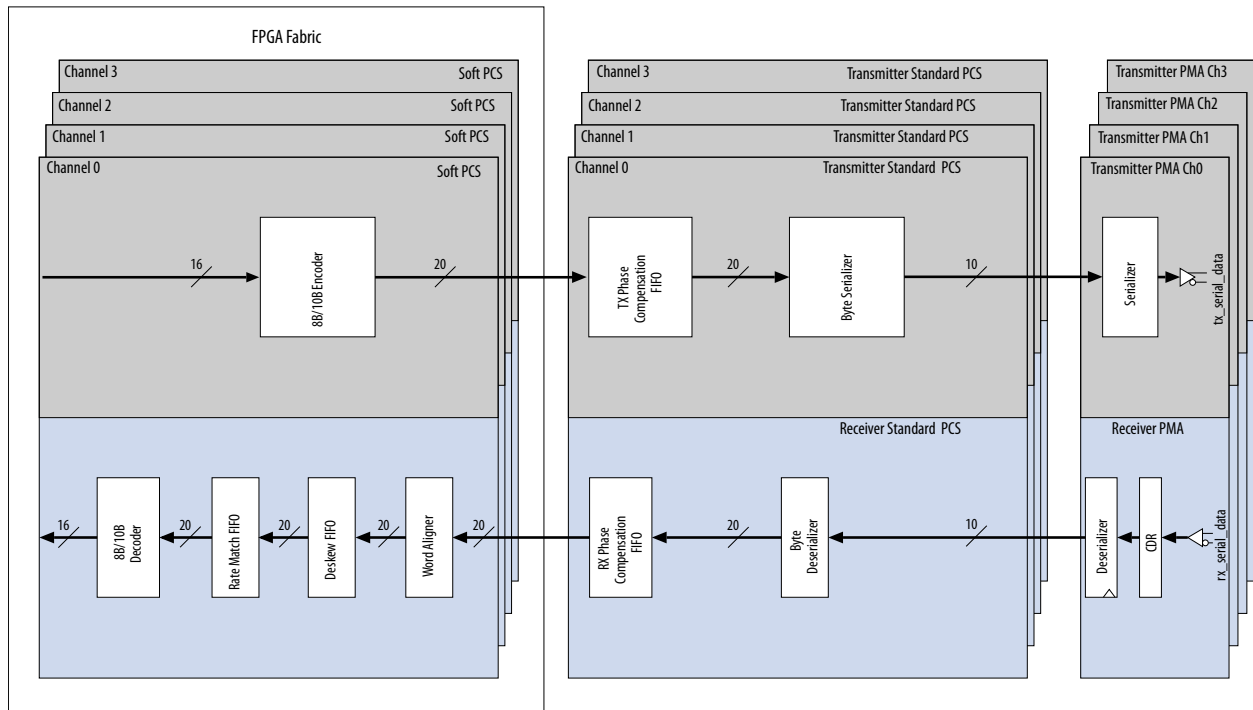 FPGA Fabric
Channel 3
Soft PCS
Channel 2
Soft PCS
Channel 1
Soft PCS
Channel 0
Soft PCS
16
8B/10B Encoder
20
Channel 3
Transmitter Standard PCS
Channel 2
Transmitter Standard PCS
Channel 1
Transmitter Standard PCS
Channel 0
Transmitter Standard PCS
TX Phase
Compensation
FIFO
20
Byte Serializer
10
Transmitter PMA Ch3
Transmitter PMA Ch2
Transmitter PMA Ch1
Transmitter PMA Ch0
Serializer
tx_serial_data
16
8B/10B
Decoder
20
Rate Match FIFO
20
Deskew FIFO
20
Word Aligner
20
Receiver Standard PCS
RX Phase
Compensation
FIFO
20
Byte
Deserializer
10
Receiver PMA
Deserializer
CDR
rx_serial_data